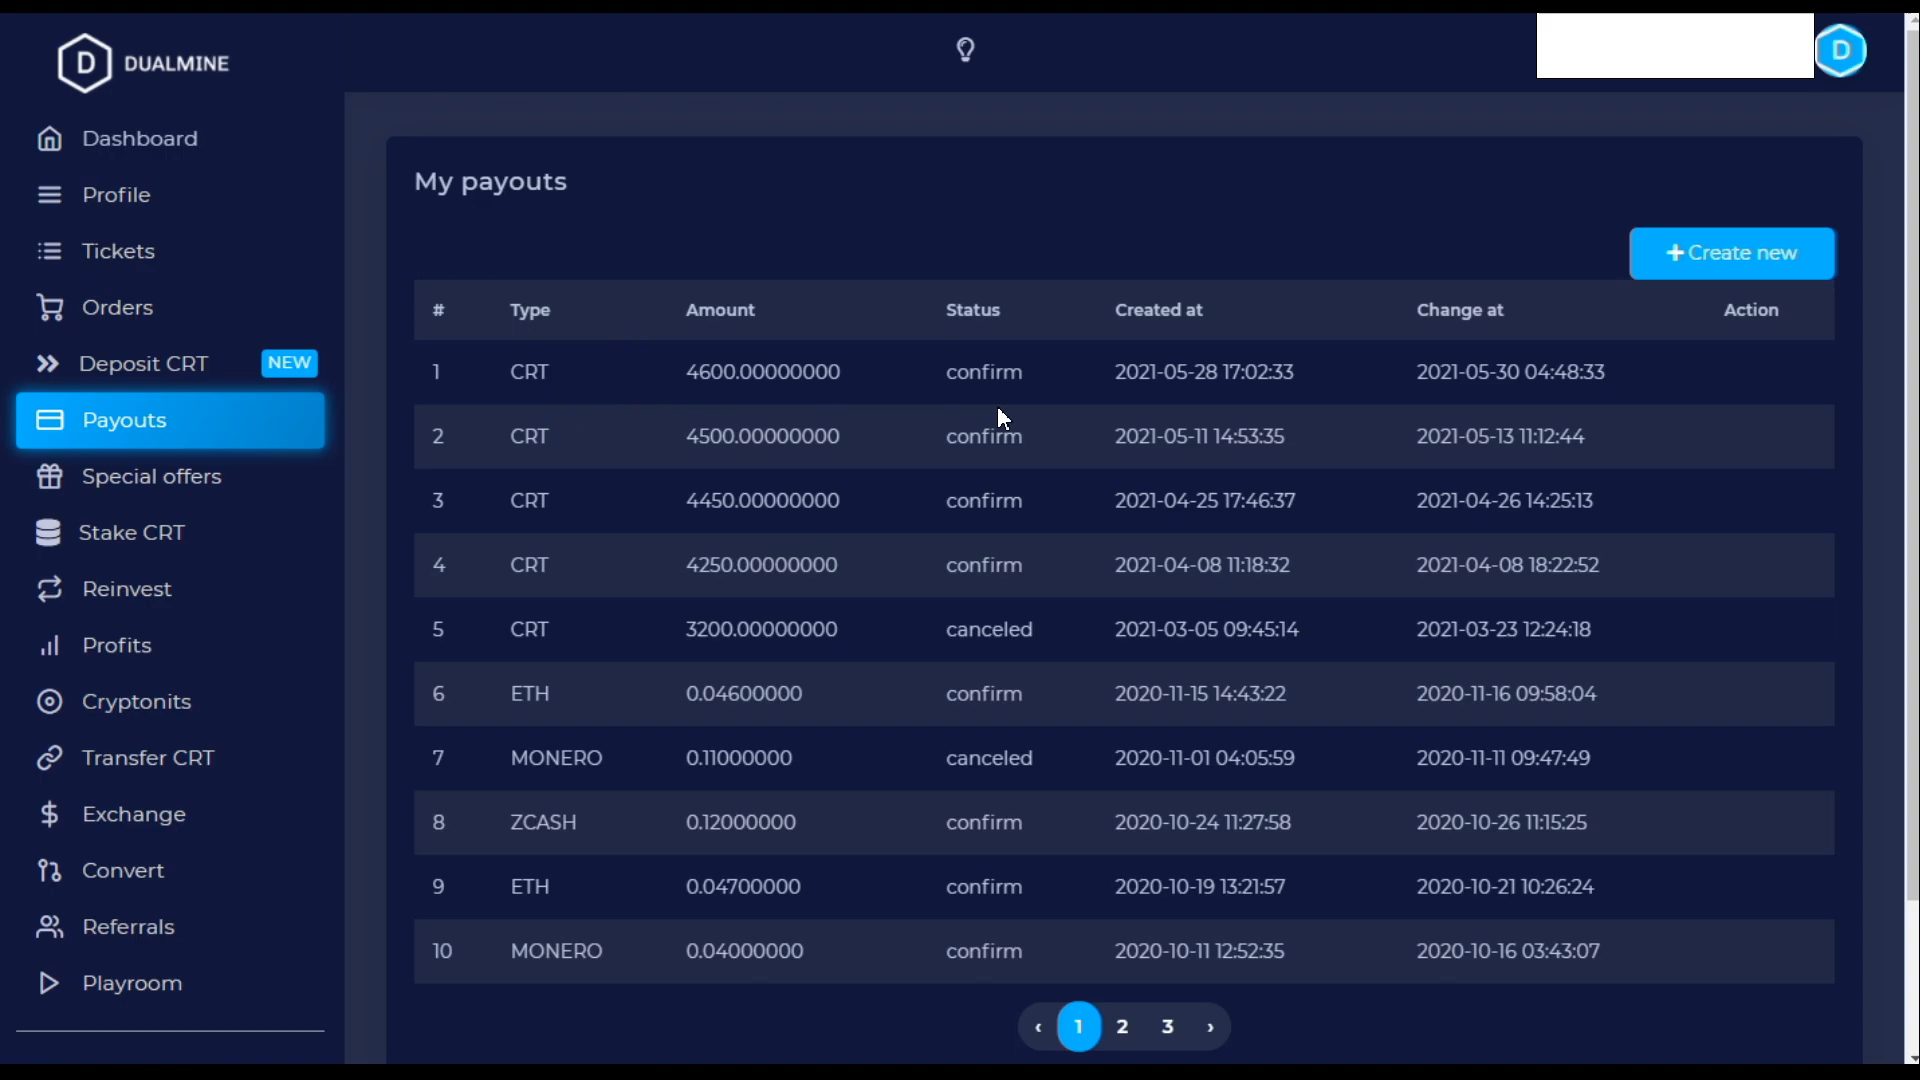 DUALMINE
D
D
Dashboard
Profile
Tickets
Orders
Deposit CRT NEW
Payouts
Special offers
Stake CRT
Reinvest
Profits
Cryptonits
Transfer CRT
Exchange
Convert
Referrals
Playroom
My payouts
+ Create new
# Type Amount Status Created at Change at Action
1 CRT 4600.00000000 confirm 2021-05-28 17:02:33 2021-05-30 04:48:33
2 CRT 4500.00000000 confirm 2021-05-11 14:53:35 2021-05-13 11:12:44
3 CRT 4450.00000000 confirm 2021-04-25 17:46:37 2021-04-26 14:25:13
4 CRT 4250.00000000 confirm 2021-04-08 11:18:32 2021-04-08 18:22:52
5 CRT 3200.00000000 canceled 2021-03-05 09:45:14 2021-03-23 12:24:18
6 ETH 0.04600000 confirm 2020-11-15 14:43:22 2020-11-16 09:58:04
7 MONERO 0.11000000 canceled 2020-11-01 04:05:59 2020-11-11 09:47:49
8 ZCASH 0.12000000 confirm 2020-10-24 11:27:58 2020-10-26 11:15:25
9 ETH 0.04700000 confirm 2020-10-19 13:21:57 2020-10-21 10:26:24
10 MONERO 0.04000000 confirm 2020-10-11 12:52:35 2020-10-16 03:43:07
‹ 1 2 3 ›